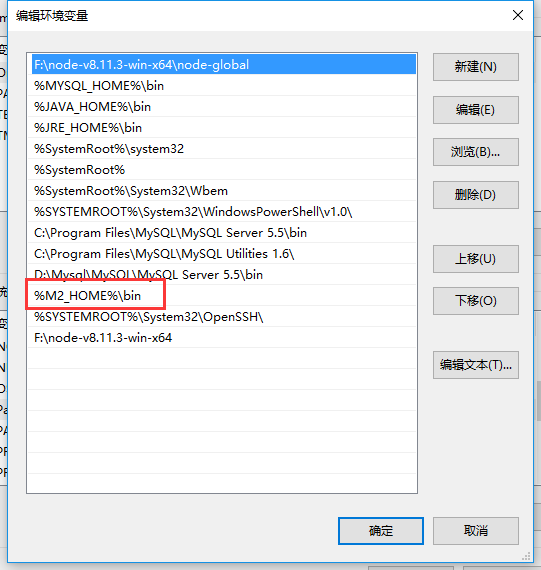 编辑环境变量
F:\node-v8.11.3-win-x64\node-global
%MYSQL_HOME%\bin
%JAVA_HOME%\bin
%JRE_HOME%\bin
%SystemRoot%\system32
%SystemRoot%
%SystemRoot%\System32\Wbem
%SYSTEMROOT%\System32\WindowsPowerShell\v1.0\
C:\Program Files\MySQL\MySQL Server 5.5\bin
C:\Program Files\MySQL\MySQL Utilities 1.6\
D:\Mysql\MySQL\MySQL Server 5.5\bin
%M2_HOME%\bin
%SYSTEMROOT%\System32\OpenSSH\
F:\node-v8.11.3-win-x64
新建(N)
编辑(E)
浏览(B)...
删除(D)
上移(U)
下移(O)
编辑文本(T)...
确定
取消